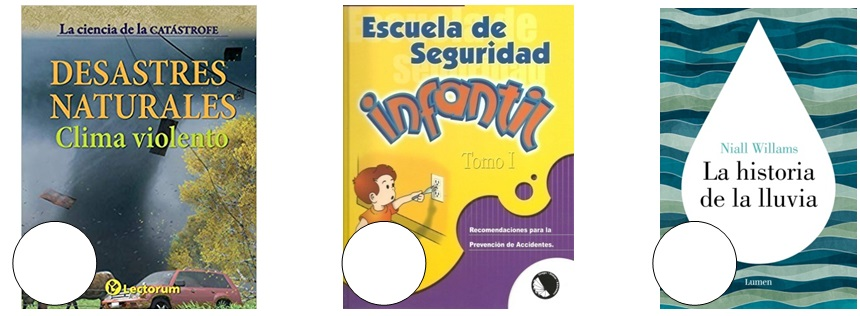 La ciencia de la CATÁSTROFE
DESASTRES
NATURALES
Clima violento
Lectorum
Escuela de
Seguridad
infantil
Tomo I
Recomendaciones para la
Prevención de Accidentes.
Niall Willams
La historia
de la lluvia
Lumen